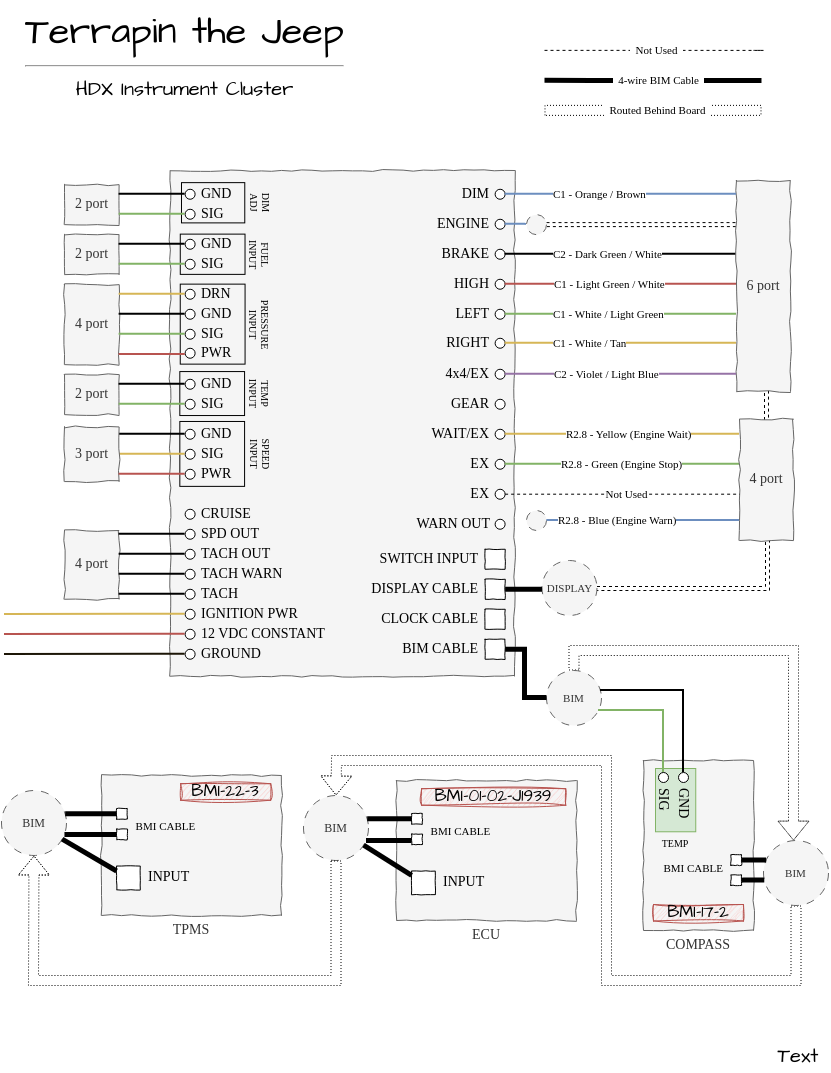 Terrapin the Jeep
HDX Instrument Cluster
Not Used
4-wire BIM Cable
Routed Behind Board
2 port
GND
SIG
DIM
ADJ
2 port
GND
SIG
FUEL
INPUT
4 port
DRN
GND
SIG
PWR
PRESSURE
INPUT
2 port
GND
SIG
TEMP
INPUT
3 port
GND
SIG
PWR
SPEED
INPUT
CRUISE
4 port
SPD OUT
TACH OUT
TACH WARN
TACH
IGNITION PWR
12 VDC CONSTANT
GROUND
DIM
C1 - Orange / Brown
ENGINE
BRAKE
C2 - Dark Green / White
HIGH
C1 - Light Green / White
6 port
LEFT
C1 - White / Light Green
RIGHT
C1 - White / Tan
4x4/EX
C2 - Violet / Light Blue
GEAR
WAIT/EX
R2.8 - Yellow (Engine Wait)
EX
R2.8 - Green (Engine Stop)
4 port
EX
Not Used
WARN OUT
R2.8 - Blue (Engine Warn)
SWITCH INPUT
DISPLAY CABLE
DISPLAY
CLOCK CABLE
BIM CABLE
BIM
BIM
BMI-22-3
BMI CABLE
INPUT
TPMS
BIM
BMI-01-02-J1939
BMI CABLE
INPUT
ECU
SIG
GND
TEMP
BMI CABLE
BIM
BMI-17-2
COMPASS
Text